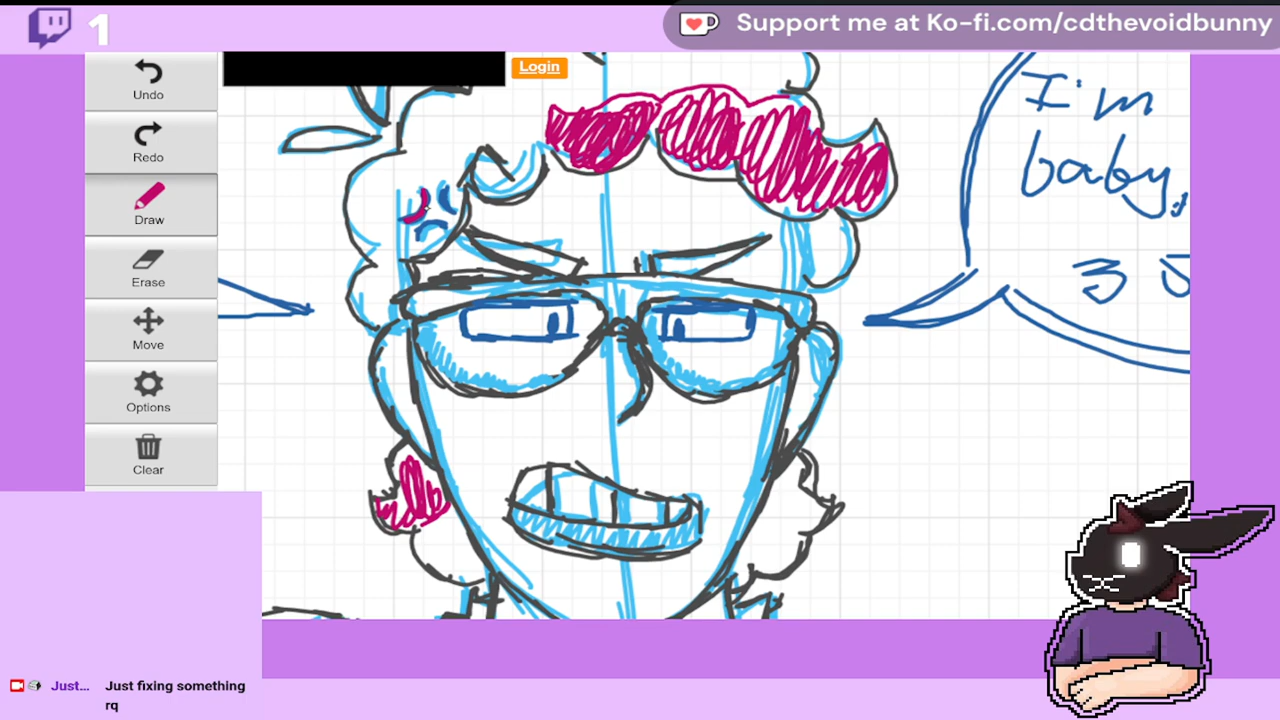 1
Support me at Ko-fi.com/cdthevoidbunny
Undo
Login
Redo
Draw
Erase
Move
Options
Clear
I'm
baby,
3
Just... Just fixing something
rq